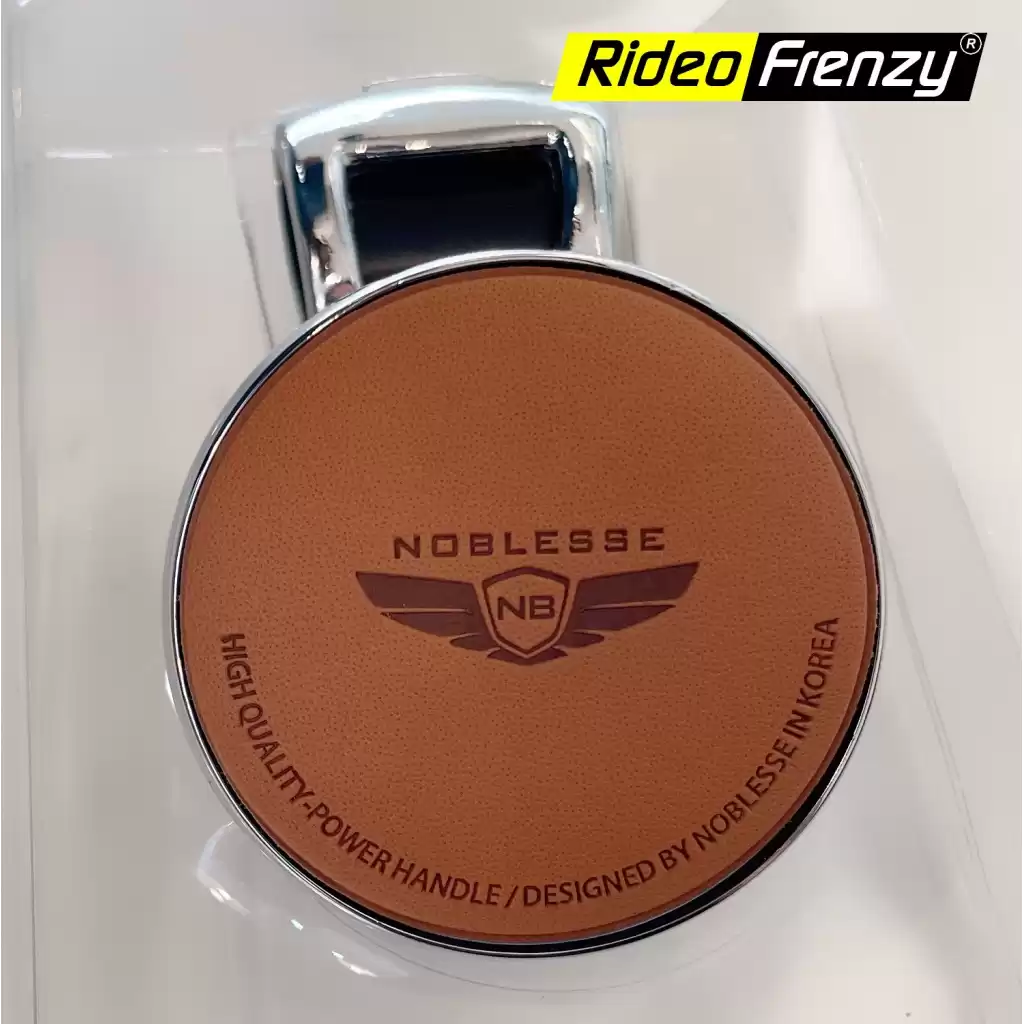 Rideo Frenzy®
NOBLESSE
NB
HIGH QUALITY-POWER HANDLE / DESIGNED BY NOBLESSE IN KOREA